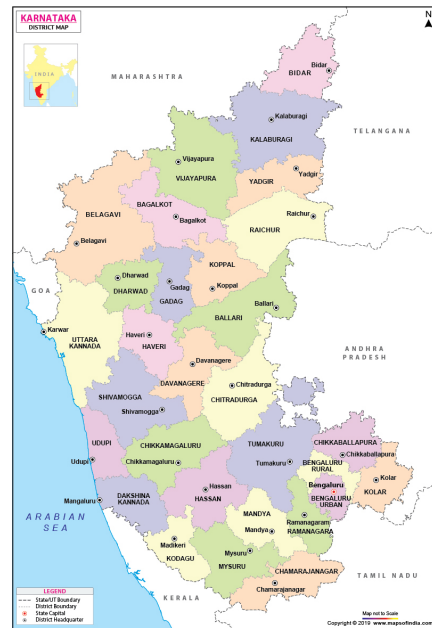 KARNATAKA
DISTRICT MAP
N
INDIA
MAHARASHTRA
Bidar
BIDAR
Kalaburagi
KALABURAGI
TELANGANA
Vijayapura
VIJAYAPURA
Yadgir
YADGIR
BELAGAVI
BAGALKOT
Bagalkot
Raichur
RAICHUR
Belagavi
KOPPAL
Koppal
Dharwad
DHARWAD
Gadag
GADAG
GOA
Ballari
BALLARI
Karwar
UTTARA
KANNADA
Haveri
HAVERI
ANDHRA
PRADESH
Davanagere
DAVANAGERE
Chitradurga
CHITRADURGA
SHIVAMOGGA
Shivamogga
UDUPI
Udupi
CHIKKAMAGALURU
Chikkamagaluru
TUMAKURU
Tumakuru
CHIKKABALLAPURA
Chikkaballapura
BENGALURU
RURAL
Bengaluru
BENGALURU
URBAN
Kolar
KOLAR
Hassan
HASSAN
Mangaluru
DAKSHINA
KANNADA
MANDYA
Mandya
Ramanagaram
RAMANAGARA
ARABIAN
SEA
Madikeri
KODAGU
Mysuru
MYSURU
CHAMARAJANAGAR
Chamarajanagar
TAMIL NADU
KERALA
LEGEND
State/UT Boundary
District Boundary
State Capital
District Headquarter
Map not to Scale
Copyright © 2019 www.mapsofindia.com